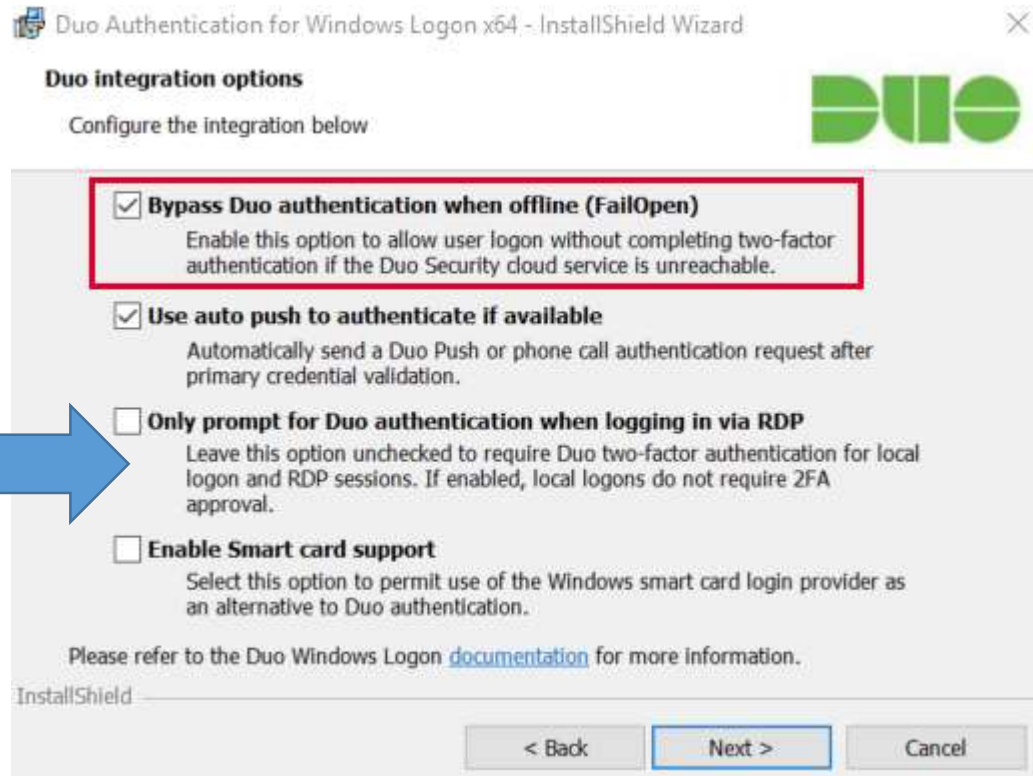 Duo Authentication for Windows Logon x64 - InstallShield Wizard
Duo integration options
Configure the integration below
DUO
Bypass Duo authentication when offline (FailOpen)
Enable this option to allow user logon without completing two-factor
authentication if the Duo Security cloud service is unreachable.
Use auto push to authenticate if available
Automatically send a Duo Push or phone call authentication request after
primary credential validation.
Only prompt for Duo authentication when logging in via RDP
Leave this option unchecked to require Duo two-factor authentication for local
logon and RDP sessions. If enabled, local logons do not require 2FA
approval.
Enable Smart card support
Select this option to permit use of the Windows smart card login provider as
an alternative to Duo authentication.
Please refer to the Duo Windows Logon documentation for more information.
InstallShield
< Back
Next >
Cancel